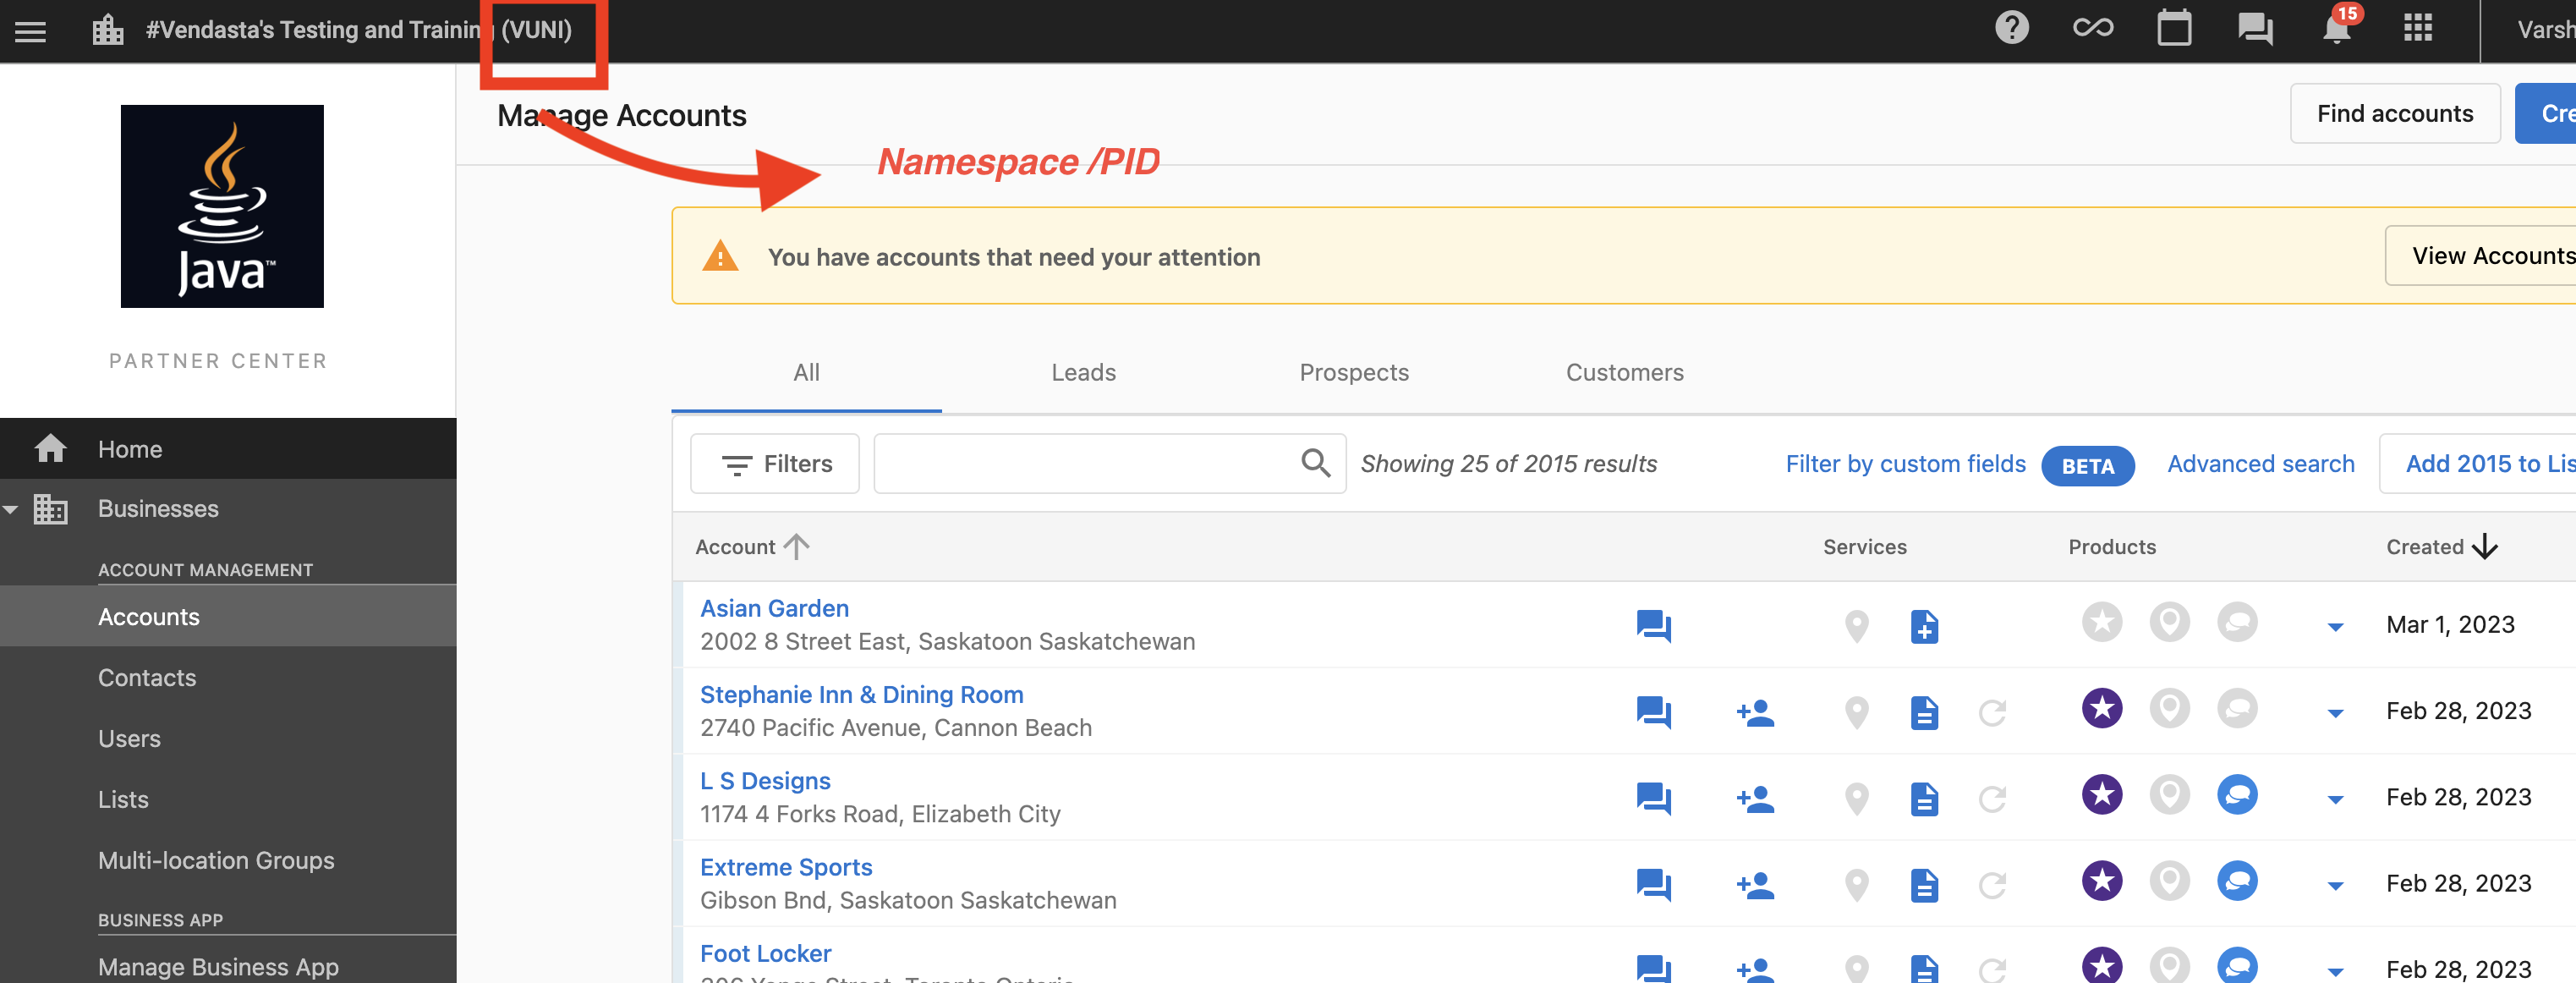 #Vendasta's Testing and Training (VUNI)
15
Varsh
Manage Accounts
Find accounts
Cre
Namespace /PID
Java™
PARTNER CENTER
You have accounts that need your attention
View Accounts
All
Leads
Prospects
Customers
Home
Filters
Showing 25 of 2015 results
Filter by custom fields
BETA
Advanced search
Add 2015 to Lis
Businesses
Account
Services
Products
Created
ACCOUNT MANAGEMENT
Accounts
Asian Garden
2002 8 Street East, Saskatoon Saskatchewan
Mar 1, 2023
Contacts
Stephanie Inn & Dining Room
2740 Pacific Avenue, Cannon Beach
Feb 28, 2023
Users
L S Designs
1174 4 Forks Road, Elizabeth City
Feb 28, 2023
Lists
Multi-location Groups
Extreme Sports
Gibson Bnd, Saskatoon Saskatchewan
Feb 28, 2023
BUSINESS APP
Manage Business App
Foot Locker
Feb 28, 2023